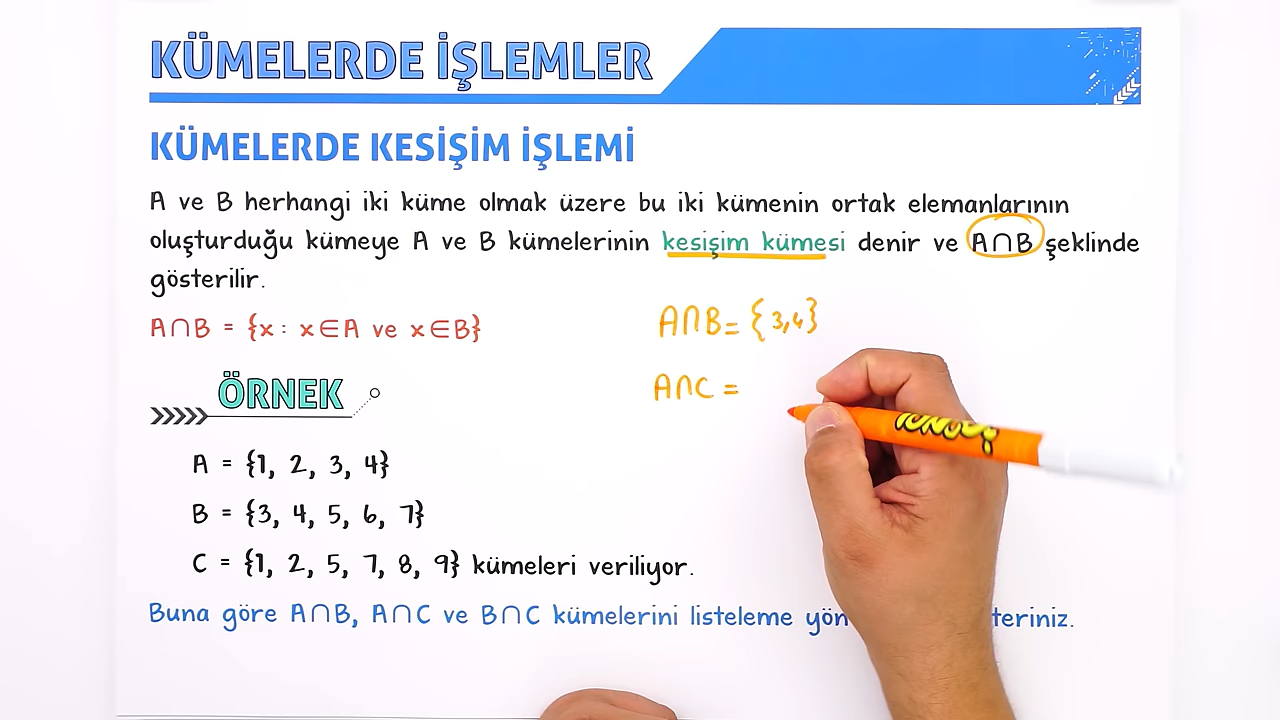 KÜMELERDE İŞLEMLER
KÜMELERDE KESİŞİM İŞLEMİ
A ve B herhangi iki küme olmak üzere bu iki kümenin ortak elemanlarının
oluşturduğu kümeye A ve B kümelerinin kesişim kümesi denir ve A∩B şeklinde
gösterilir.
A∩B = {x : x∈A ve x∈B}
A∩B = {3,4}
A∩C =
ÖRNEK
A = {1, 2, 3, 4}
B = {3, 4, 5, 6, 7}
C = {1, 2, 5, 7, 8, 9} kümeleri veriliyor.
Buna göre A∩B, A∩C ve B∩C kümelerini listeleme yön teriniz.